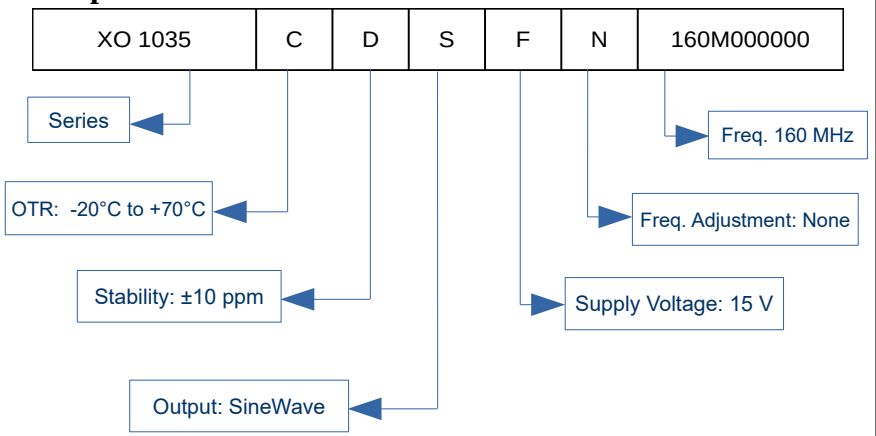 XO 1035 C D S F N 160M000000
Series
Freq. 160 MHz
OTR: -20°C to +70°C
Freq. Adjustment: None
Stability: ±10 ppm
Supply Voltage: 15 V
Output: SineWave